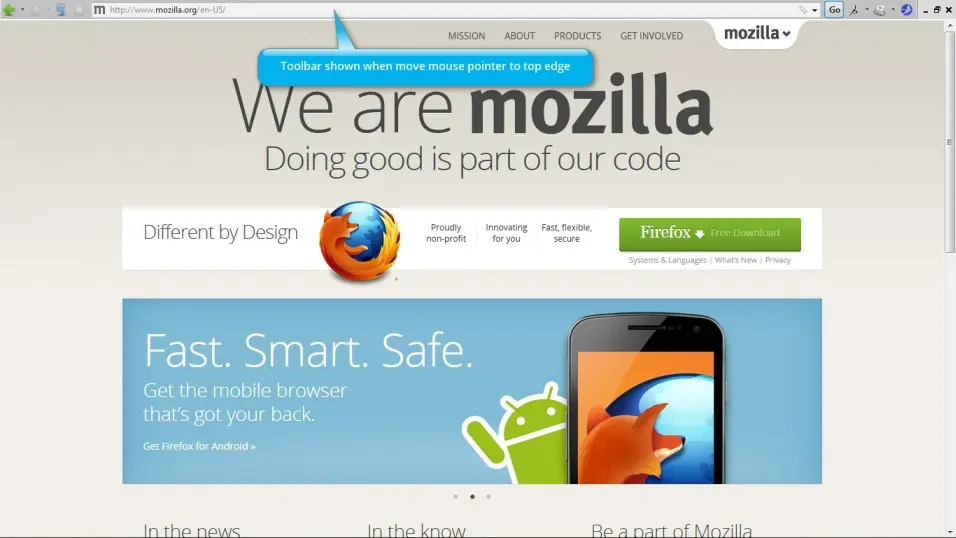 m http://www.mozilla.org/en-US/
Go
MISSION ABOUT PRODUCTS GET INVOLVED mozilla
Toolbar shown when move mouse pointer to top edge
We are mozilla
Doing good is part of our code
Different by Design
Proudly
non-profit
Innovating
for you
Fast, flexible,
secure
Firefox Free Download
Systems & Languages | What's New | Privacy
Fast. Smart. Safe.
Get the mobile browser
that's got your back.
Get Firefox for Android »
In the news In the know Be a part of Mozilla